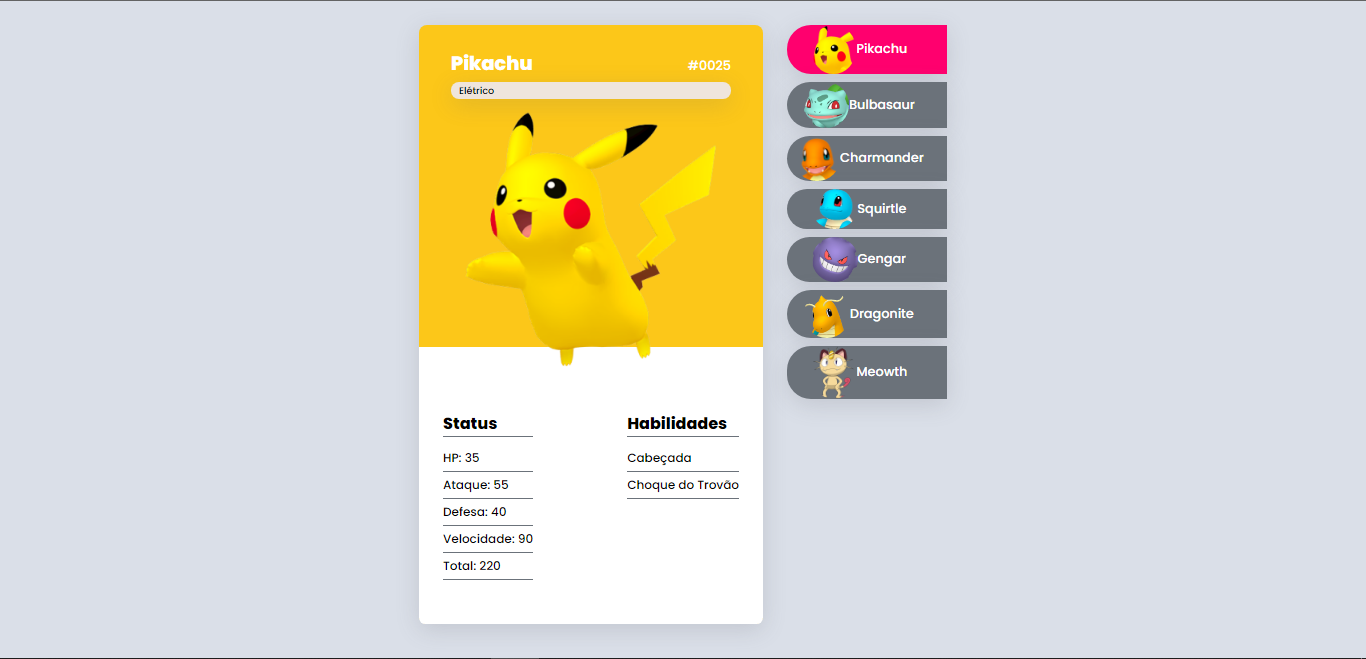 Pikachu #0025
Elétrico
Status
HP: 35
Ataque: 55
Defesa: 40
Velocidade: 90
Total: 220
Habilidades
Cabeçada
Choque do Trovão
Pikachu
Bulbasaur
Charmander
Squirtle
Gengar
Dragonite
Meowth